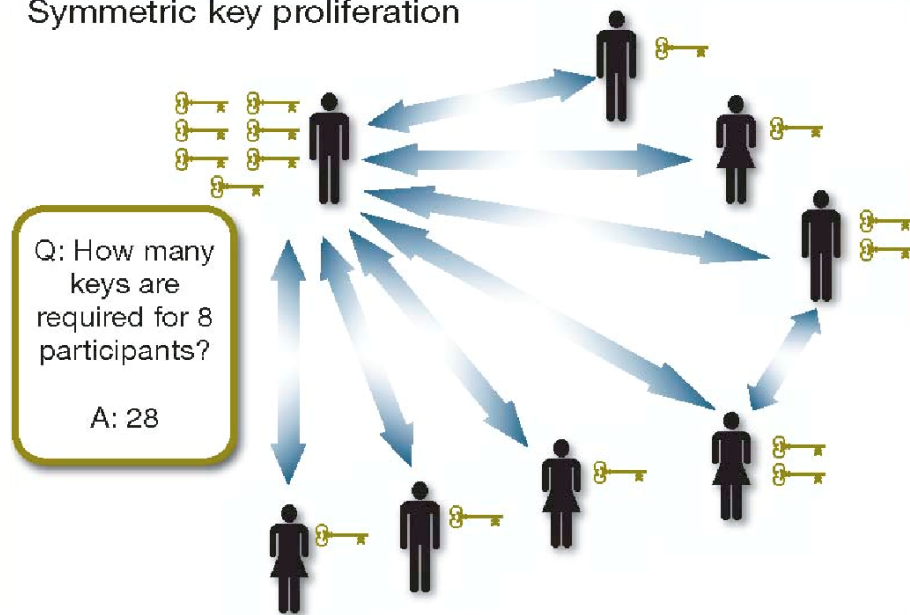 Symmetric key proliferation
Q: How many
keys are
required for 8
participants?
A: 28